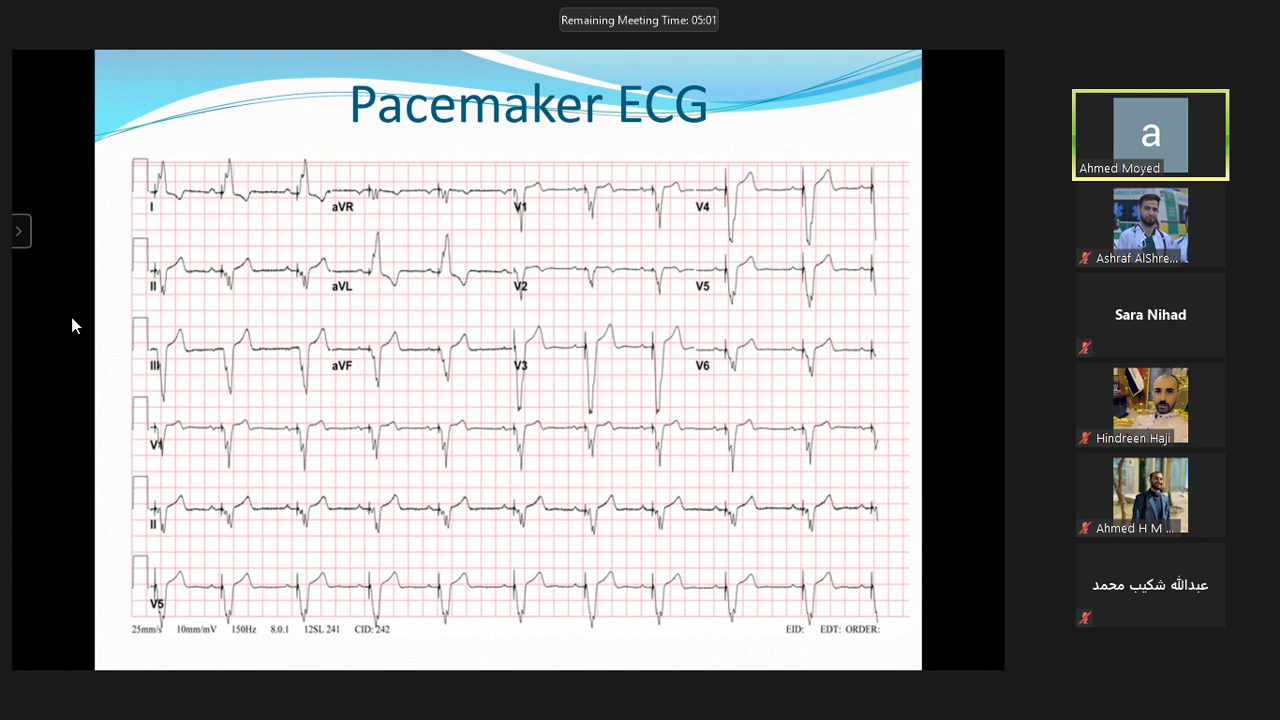 Remaining Meeting Time: 05:01
Pacemaker ECG
I aVR V1 V4
II aVL V2 V5
III aVF V3 V6
V1
II
V5
25mm/s 10mm/mV 150Hz 8.0.1 12SL 241 CID: 242
EID: EDT: ORDER:
a
Ahmed Moyed
Ashraf AlShre...
Sara Nihad
Hindreen Haji
Ahmed H M ...
عبدالله شكيب محمد